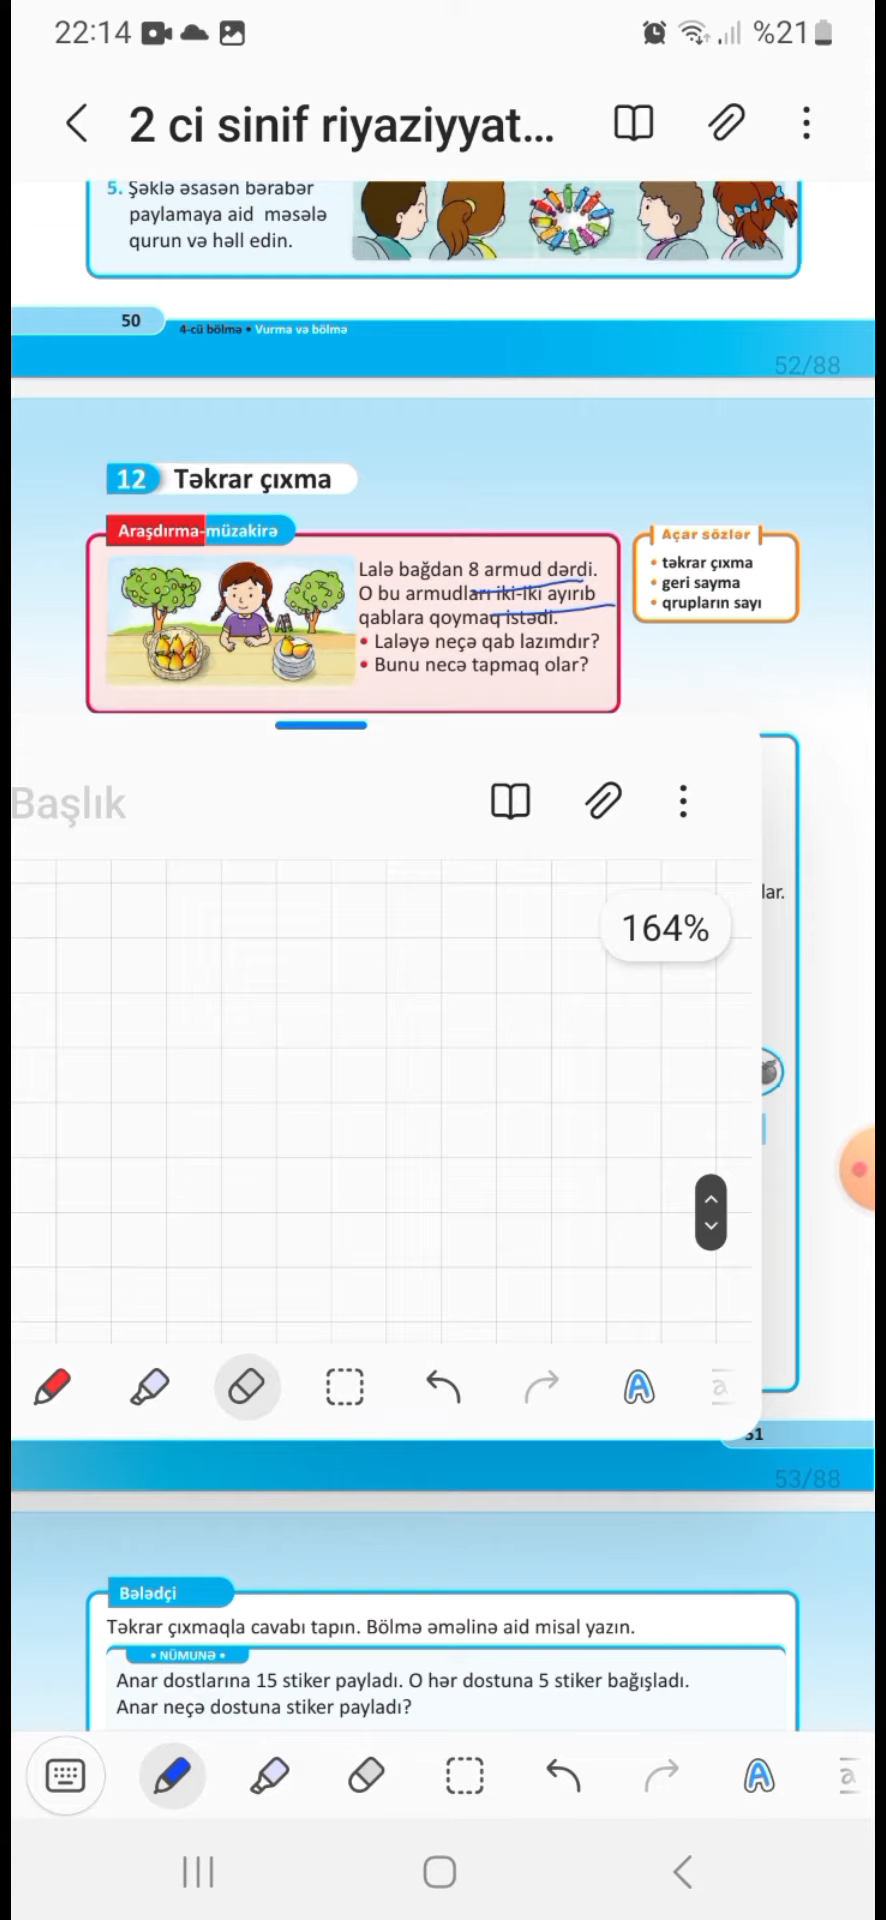 22:14
%21
2 ci sinif riyaziyyat...
5. Şəklə əsasən bərabər
paylamaya aid məsələ
qurun və həll edin.
50
4-cü bölmə • Vurma və bölmə
52/88
12 Təkrar çıxma
Araşdırma-müzakirə
Lalə bağdan 8 armud dərdi.
O bu armudları iki-iki ayırıb
qablara qoymaq istədi.
• Laləyə neçə qab lazımdır?
• Bunu necə tapmaq olar?
Açar sözlər
• təkrar çıxma
• geri sayma
• qrupların sayı
Başlık
lar.
164%
51
53/88
Bələdçi
Təkrar çıxmaqla cavabı tapın. Bölmə əməlinə aid misal yazın.
• NÜMUNƏ •
Anar dostlarına 15 stiker payladı. O hər dostuna 5 stiker bağışladı.
Anar neçə dostuna stiker payladı?